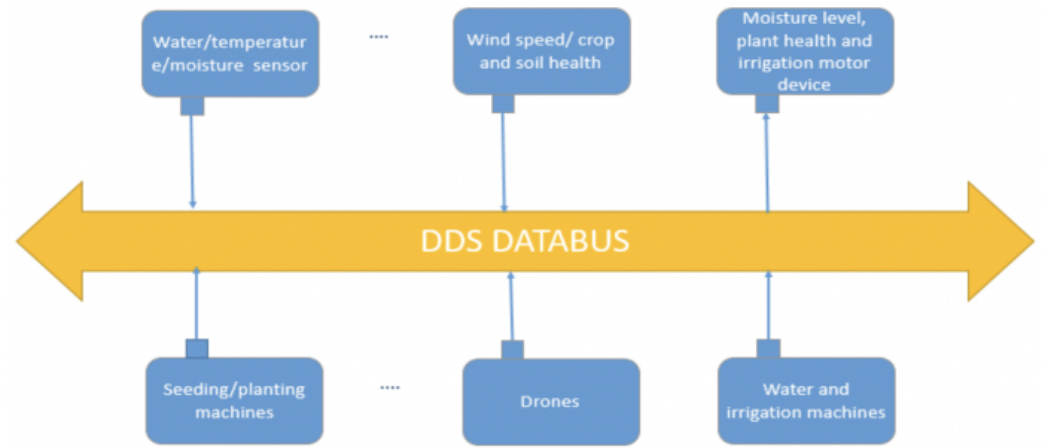 Water/temperatur
e/moisture sensor
....
Wind speed/ crop
and soil health
Moisture level,
plant health and
irrigation motor
device
DDS DATABUS
Seeding/planting
machines
....
Drones
Water and
irrigation machines